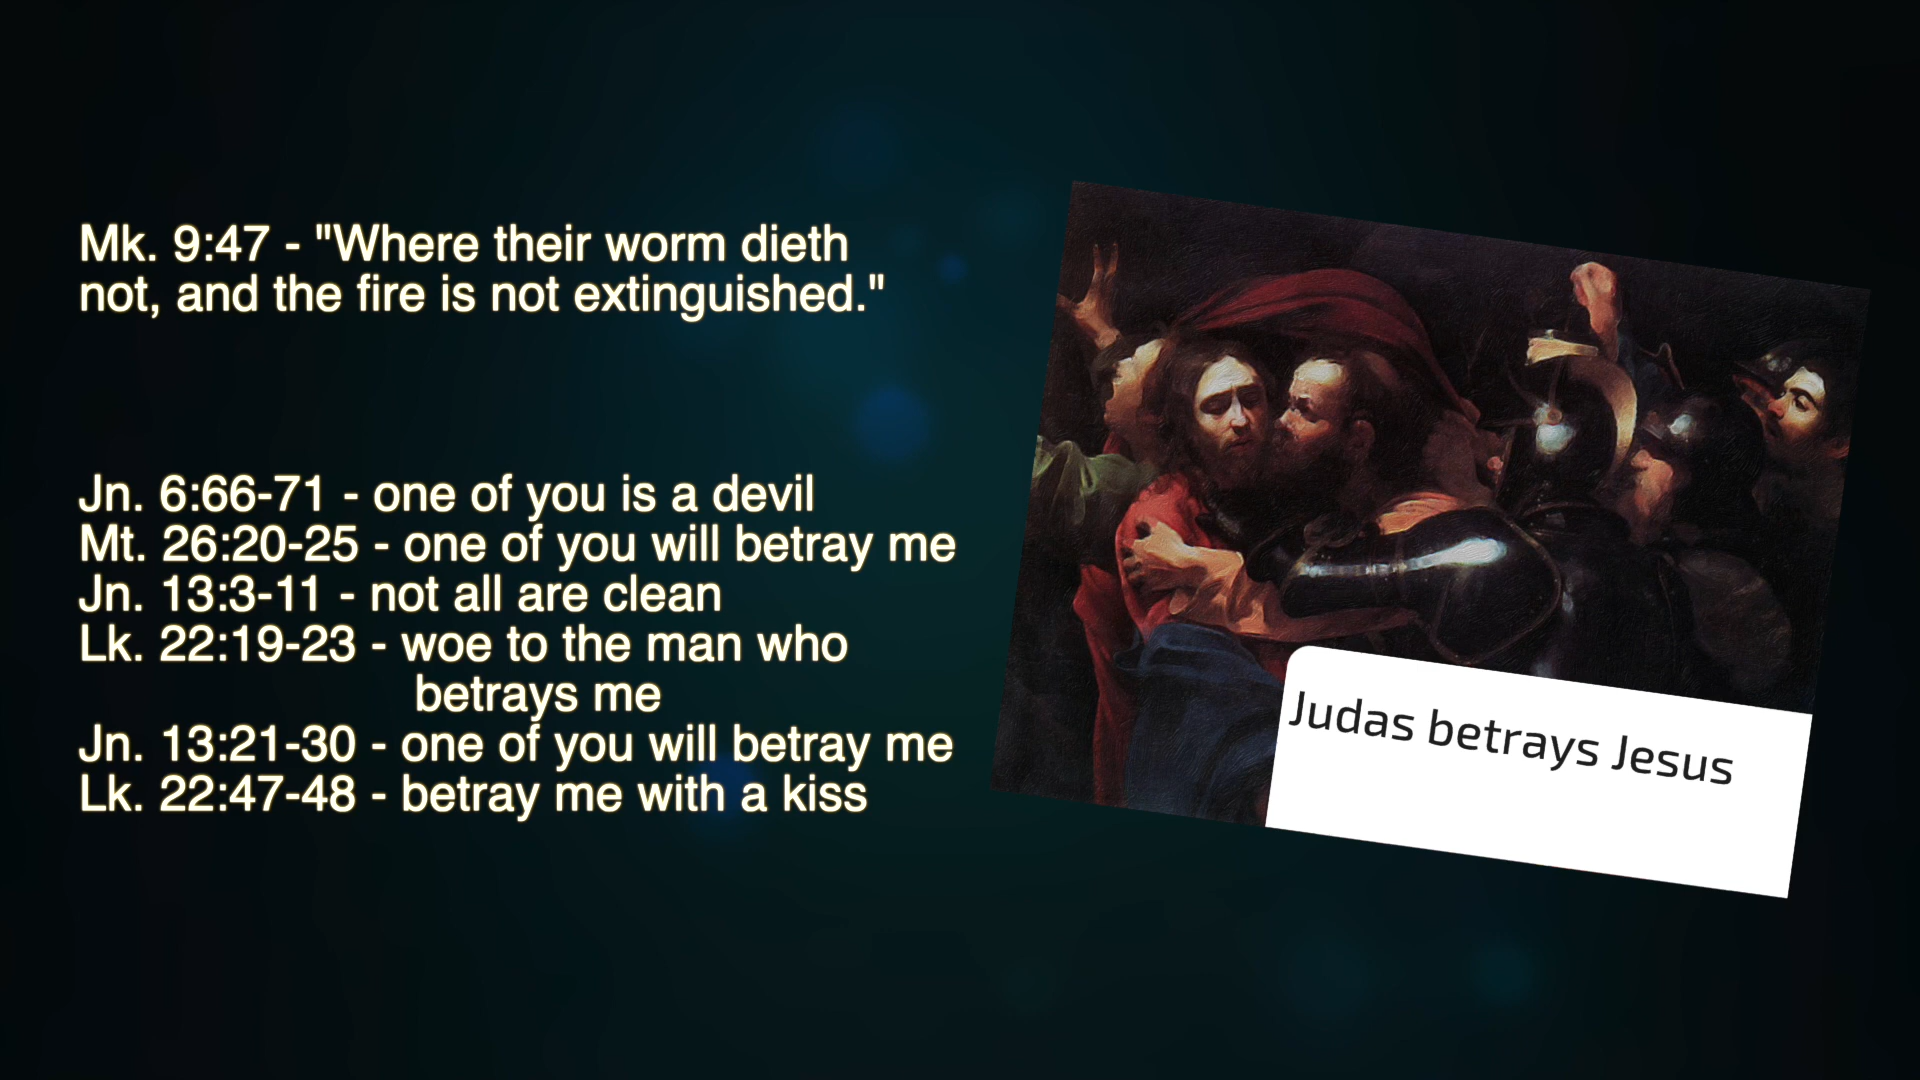 Mk. 9:47 - "Where their worm dieth
not, and the fire is not extinguished."
Jn. 6:66-71 - one of you is a devil
Mt. 26:20-25 - one of you will betray me
Jn. 13:3-11 - not all are clean
Lk. 22:19-23 - woe to the man who
betrays me
Jn. 13:21-30 - one of you will betray me
Lk. 22:47-48 - betray me with a kiss
Judas betrays Jesus